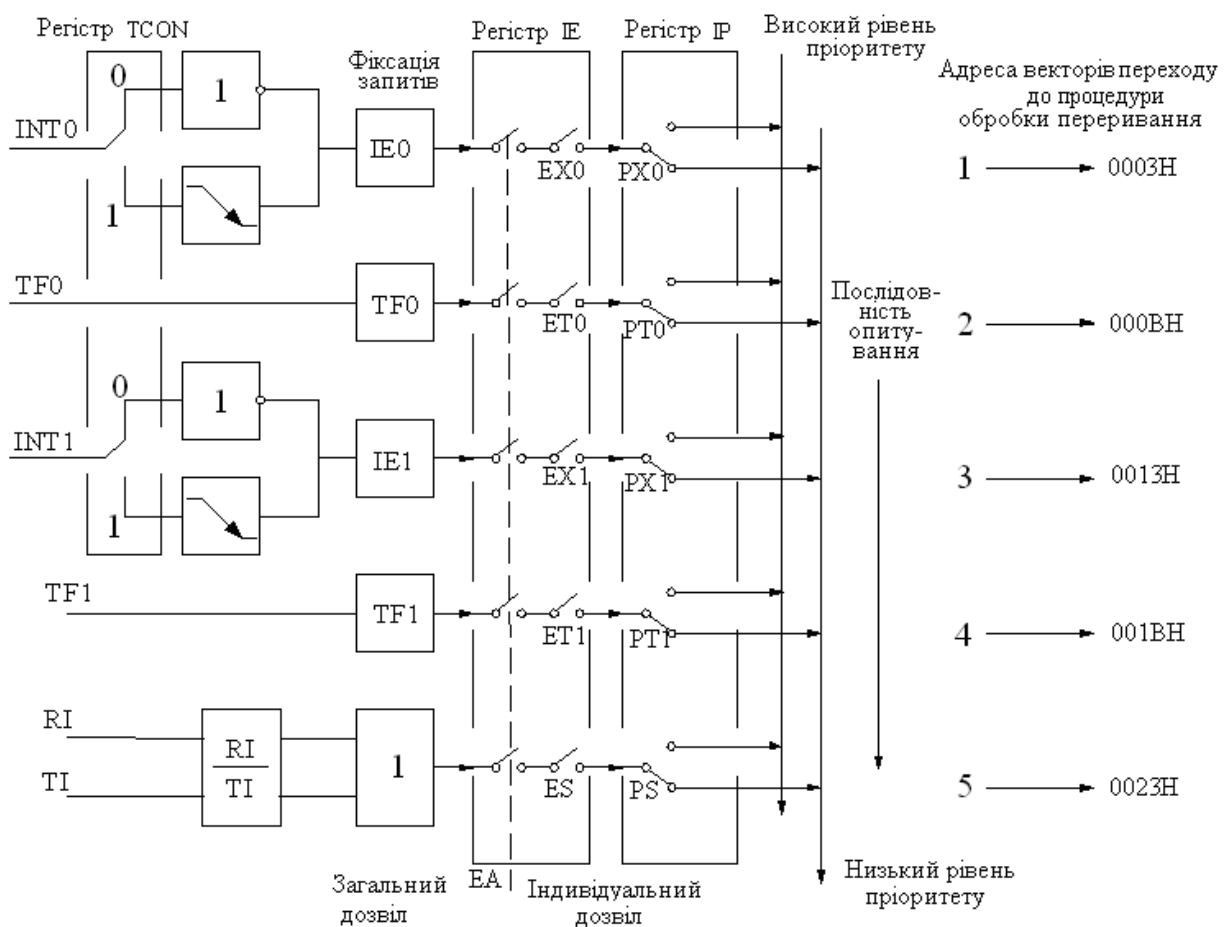 Регістр TCON
Фіксація
запитів
Регістр IE
Регістр IP
Високий рівень
пріоритету
Адреса векторів переходу
до процедури
обробки переривання
0
1
INT0
IE0
EX0
PX0
1
0003H
1
TF0
TF0
ET0
PT0
Послідов-
ність
опиту-
вання
2
000BH
0
1
INT1
IE1
EX1
PX1
3
0013H
1
TF1
TF1
ET1
PT1
4
001BH
RI
TI
RI
TI
1
ES
PS
5
0023H
EA
Загальний
дозвіл
Індивідуальний
дозвіл
Низький рівень
пріоритету